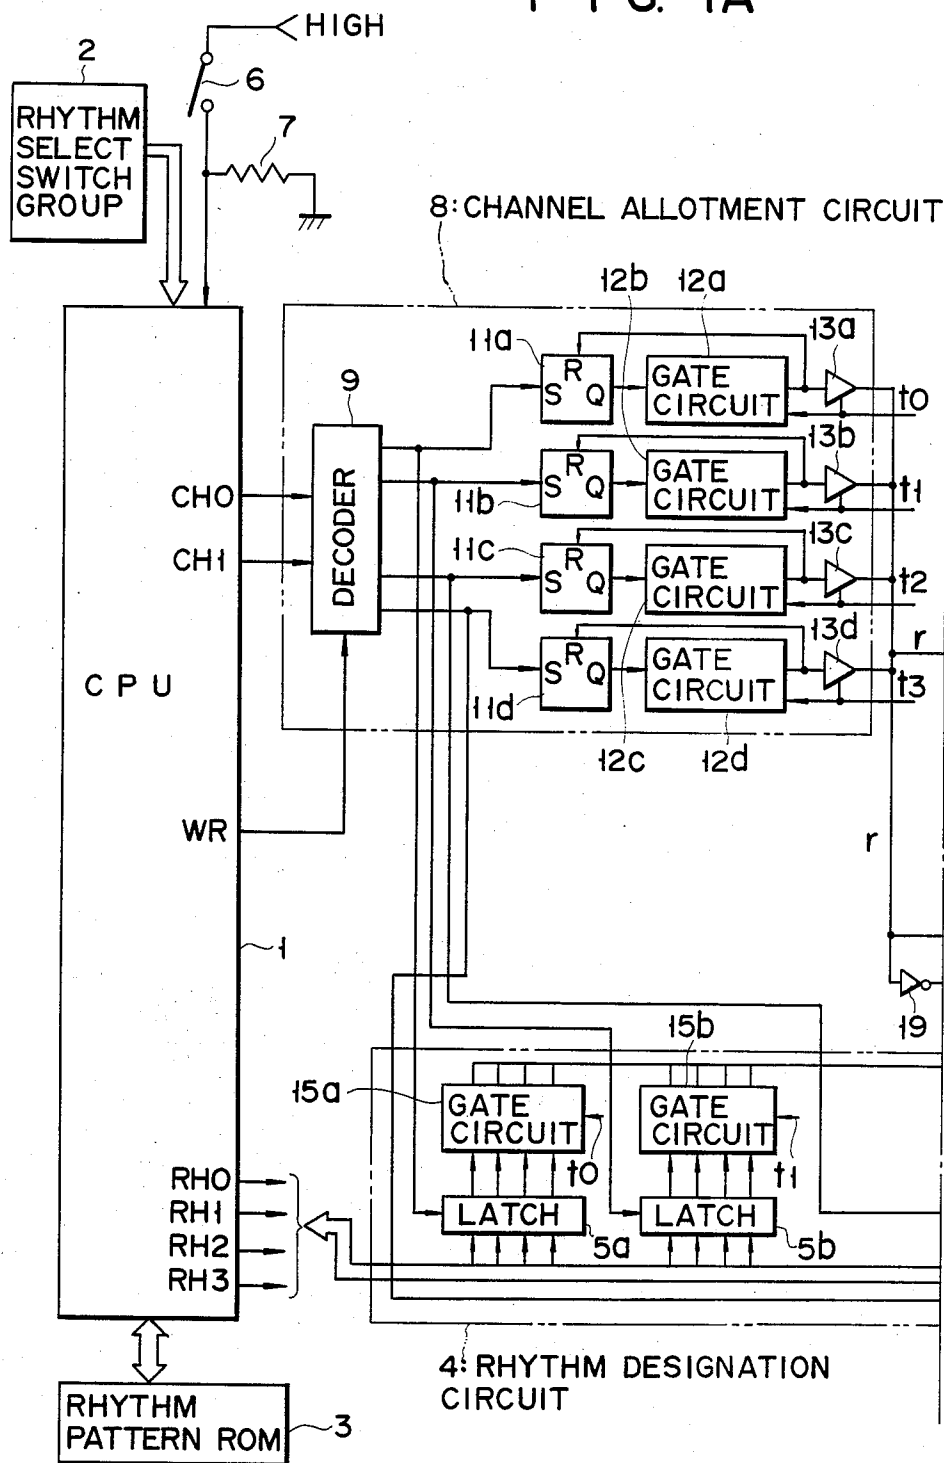 FIG. 1A
HIGH
2
6
RHYTHM
SELECT
SWITCH
GROUP
7
8: CHANNEL ALLOTMENT CIRCUIT
12b
12a
11a
13a
S R Q
GATE
CIRCUIT
t0
9
DECODER
13b
S R Q
GATE
CIRCUIT
t1
CH0
11b
11c
13c
CH1
S R Q
GATE
CIRCUIT
t2
13d
r
CPU
S R Q
GATE
CIRCUIT
t3
11d
12c
12d
WR
r
1
19
15b
15a
GATE
CIRCUIT
GATE
CIRCUIT
t0
t1
RH0
RH1
RH2
RH3
LATCH
LATCH
5a
5b
4: RHYTHM DESIGNATION
CIRCUIT
RHYTHM
PATTERN ROM
3